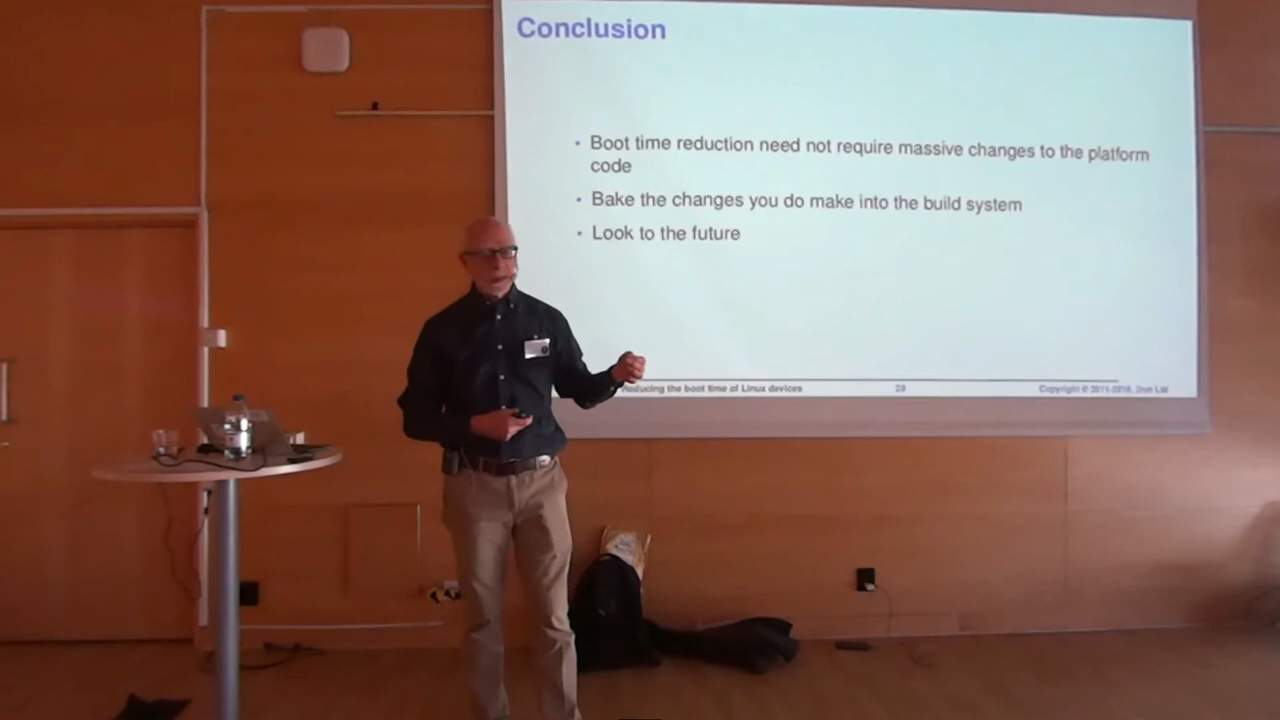 Conclusion
• Boot time reduction need not require massive changes to the platform
code
• Bake the changes you do make into the build system
• Look to the future
Reducing the boot time of Linux devices
Copyright © 2011-2018, 2net Ltd